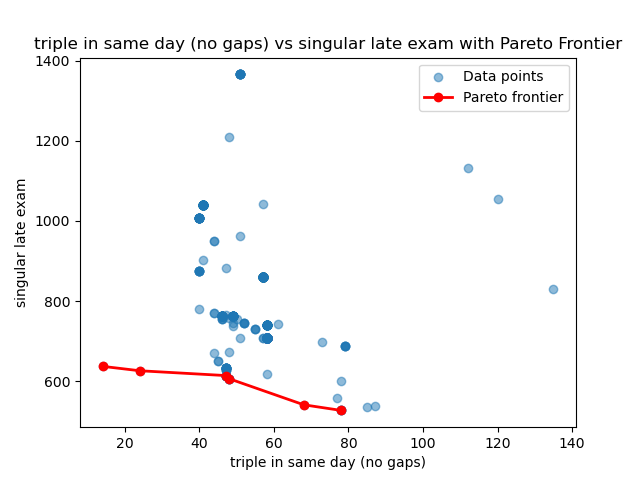 triple in same day (no gaps) vs singular late exam with Pareto Frontier
1400
1200
1000
800
600
singular late exam
Data points
Pareto frontier
20
40
60
80
100
120
140
triple in same day (no gaps)